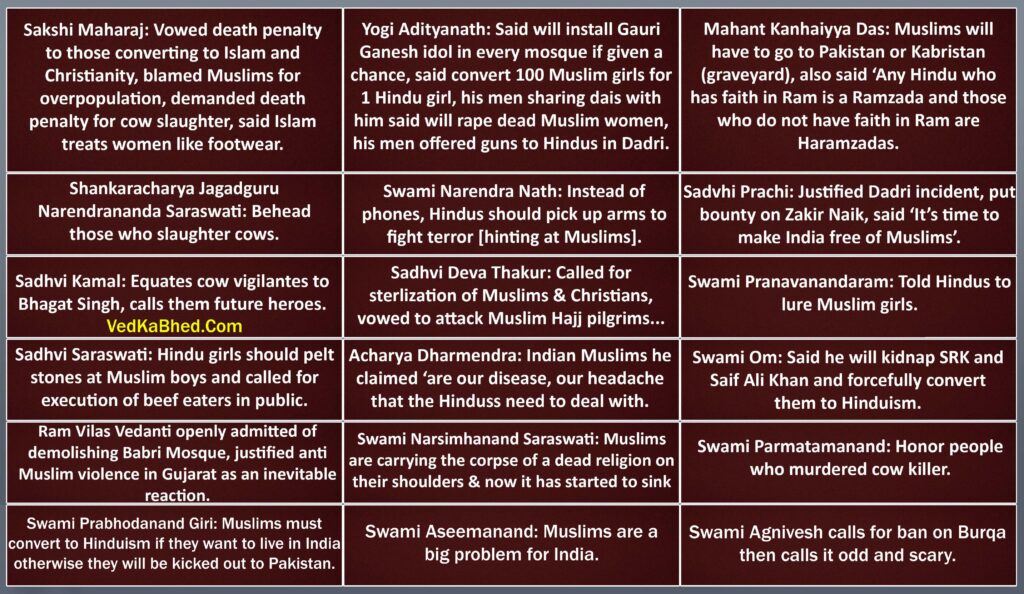 Sakshi Maharaj: Vowed death penalty
to those converting to Islam and
Christianity, blamed Muslims for
overpopulation, demanded death
penalty for cow slaughter, said Islam
treats women like footwear.
Yogi Adityanath: Said will install Gauri
Ganesh idol in every mosque if given a
chance, said convert 100 Muslim girls for
1 Hindu girl, his men sharing dais with
him said will rape dead Muslim women,
his men offered guns to Hindus in Dadri.
Mahant Kanhaiyya Das: Muslims will
have to go to Pakistan or Kabristan
(graveyard), also said ‘Any Hindu who
has faith in Ram is a Ramzada and those
who do not have faith in Ram are
Haramzadas.
Shankaracharya Jagadguru
Narendrananda Saraswati: Behead
those who slaughter cows.
Swami Narendra Nath: Instead of
phones, Hindus should pick up arms to
fight terror [hinting at Muslims].
Sadvhi Prachi: Justified Dadri incident, put
bounty on Zakir Naik, said ‘It’s time to
make India free of Muslims’.
Sadhvi Kamal: Equates cow vigilantes to
Bhagat Singh, calls them future heroes.
VedKaBhed.Com
Sadhvi Deva Thakur: Called for
sterlization of Muslims & Christians,
vowed to attack Muslim Hajj pilgrims...
Swami Pranavanandaram: Told Hindus to
lure Muslim girls.
Sadhvi Saraswati: Hindu girls should pelt
stones at Muslim boys and called for
execution of beef eaters in public.
Acharya Dharmendra: Indian Muslims he
claimed ‘are our disease, our headache
that the Hinduss need to deal with.
Swami Om: Said he will kidnap SRK and
Saif Ali Khan and forcefully convert
them to Hinduism.
Ram Vilas Vedanti openly admitted of
demolishing Babri Mosque, justified anti
Muslim violence in Gujarat as an inevitable
reaction.
Swami Narsimhanand Saraswati: Muslims
are carrying the corpse of a dead religion on
their shoulders & now it has started to sink
Swami Parmatamanand: Honor people
who murdered cow killer.
Swami Prabhodanand Giri: Muslims must
convert to Hinduism if they want to live in India
otherwise they will be kicked out to Pakistan.
Swami Aseemanand: Muslims are a
big problem for India.
Swami Agnivesh calls for ban on Burqa
then calls it odd and scary.